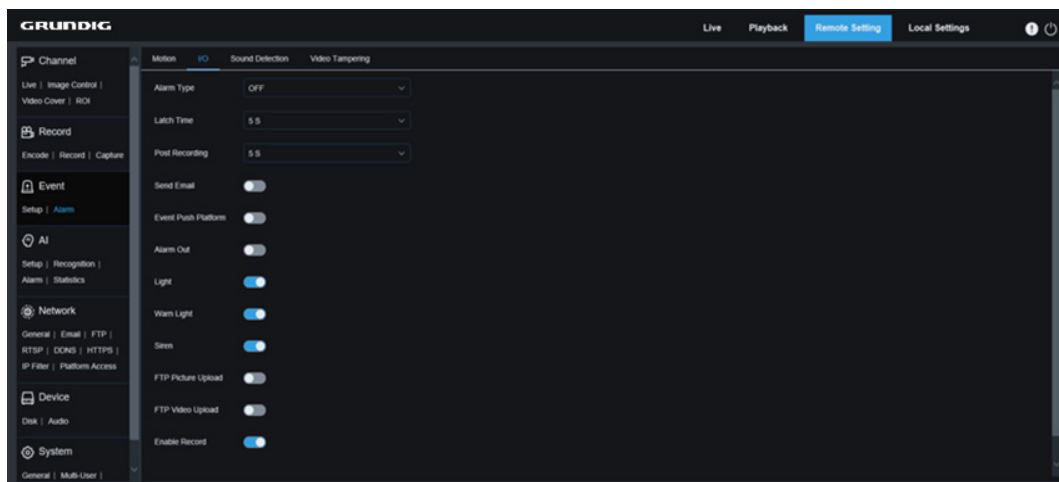 GRUNDIG
Live Playback Remote Setting Local Settings
Channel
Live | Image Control |
Video Cover | ROI
Record
Encode | Record | Capture
Event
Setup | Alarm
AI
Setup | Recognition |
Alarm | Statistics
Network
General | Email | FTP |
RTSP | DDNS | HTTPS |
IP Filter | Platform Access
Device
Disk | Audio
System
General | Multi-User |
Motion I/O Sound Detection Video Tampering
Alarm Type OFF
Latch Time 5 S
Post Recording 5 S
Send Email
Event Push Platform
Alarm Out
Light
Warn Light
Siren
FTP Picture Upload
FTP Video Upload
Enable Record